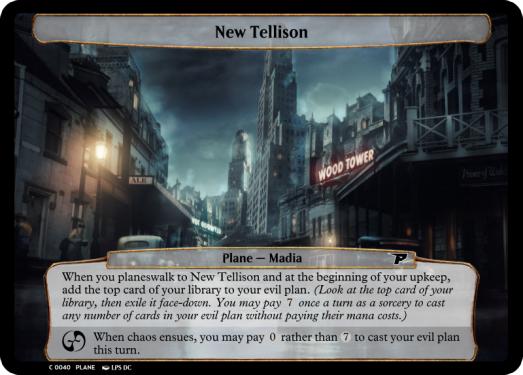 New Tellison
WOOD TOWER
ALE
Plane — Madia
When you planeswalk to New Tellison and at the beginning of your upkeep,
add the top card of your library to your evil plan. (Look at the top card of your
library, then exile it face-down. You may pay 7 once a turn as a sorcery to cast
any number of cards in your evil plan without paying their mana costs.)
When chaos ensues, you may pay 0 rather than 7 to cast your evil plan
this turn.
C 0040 PLANE LPS DC